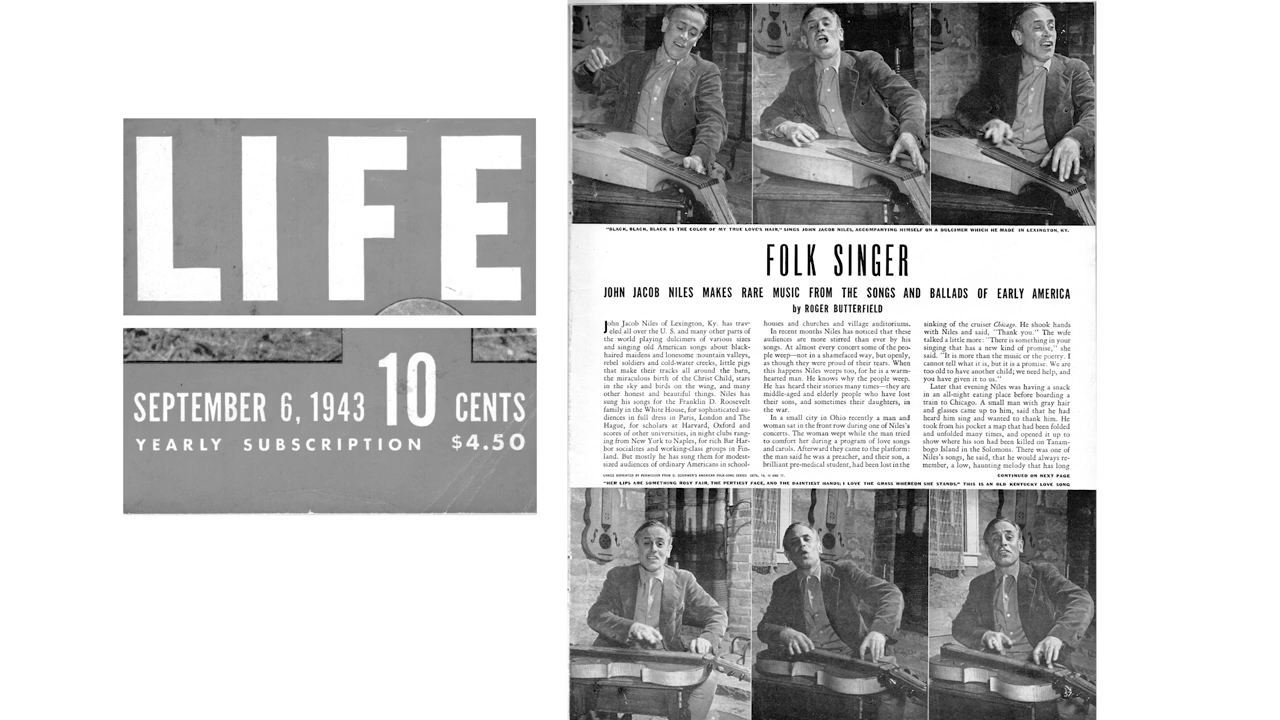 LIFE
SEPTEMBER 6, 1943 10 CENTS
YEARLY SUBSCRIPTION $4.50
"BLACK, BLACK, BLACK IS THE COLOR OF MY TRUE LOVE'S HAIR," SINGS JOHN JACOB NILES, ACCOMPANYING HIMSELF ON A DULCIMER WHICH HE MADE IN LEXINGTON, KY.
FOLK SINGER
JOHN JACOB NILES MAKES RARE MUSIC FROM THE SONGS AND BALLADS OF EARLY AMERICA
by ROGER BUTTERFIELD
John Jacob Niles of Lexington, Ky. has trav-
eled all over the U. S. and many other parts of
the world playing dulcimers of various sizes
and singing old American songs about black-
haired maidens and lonesome mountain valleys,
rebel soldiers and cold-water creeks, little pigs
that make their tracks all around the barn,
the miraculous birth of the Christ Child, stars
in the sky and birds on the wing, and many
other honest and beautiful things. Niles has
sung his songs for the Franklin D. Roosevelt
family in the White House, for sophisticated au-
diences in full dress in Paris, London and The
Hague, for scholars at Harvard, Oxford and
scores of other universities, in night clubs rang-
ing from New York to Naples, for rich Bar Har-
bor socialites and working-class groups in Fin-
land. But mostly he has sung them for modest-
sized audiences of ordinary Americans in school-
houses and churches and village auditoriums.
In recent months Niles has noticed that these
audiences are more stirred than ever by his
songs. At almost every concert some of the peo-
ple weep—not in a shamefaced way, but openly,
as though they were proud of their tears. When
this happens Niles weeps too, for he is a warm-
hearted man. He knows why the people weep.
He has heard their stories many times—they are
middle-aged and elderly people who have lost
their sons, and sometimes their daughters, in
the war.
In a small city in Ohio recently a man and
woman sat in the front row during one of Niles's
concerts. The woman wept while the man tried
to comfort her during a program of love songs
and carols. Afterward they came to the platform:
the man said he was a preacher, and their son, a
brilliant pre-medical student, had been lost in the
sinking of the cruiser Chicago. He shook hands
with Niles and said, "Thank you." The wife
talked a little more: "There is something in your
singing that has a new kind of promise," she
said. "It is more than the music or the poetry. I
cannot tell what it is, but it is a promise. We are
too old to have another child; we need help, and
you have given it to us."
Later that evening Niles was having a snack
in an all-night eating place before boarding a
train to Chicago. A small man with gray hair
and glasses came up to him, said that he had
heard him sing and wanted to thank him. He
took from his pocket a map that had been folded
and unfolded many times, and opened it up to
show where his son had been killed on Tanam-
bogo Island in the Solomons. There was one of
Niles's songs, he said, that he would always re-
member, a low, haunting melody that has long
CONTINUED ON NEXT PAGE
"HER LIPS ARE SOMETHING ROSY FAIR, THE PERTIEST FACE, AND THE DAINTIEST HANDS; I LOVE THE GRASS WHEREON SHE STANDS." THIS IS AN OLD KENTUCKY LOVE SONG